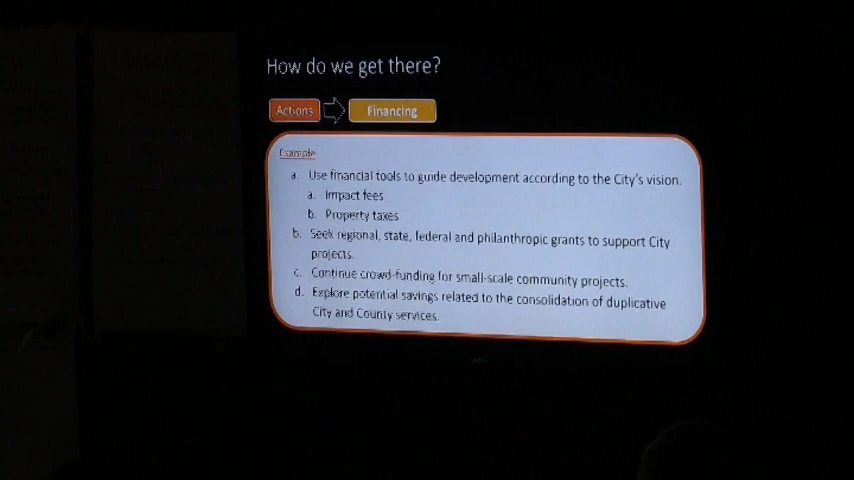 How do we get there?
Actions Financing
Example
a. Use financial tools to guide development according to the City's vision.
a. Impact fees
b. Property taxes
b. Seek regional, state, federal and philanthropic grants to support City
projects.
c. Continue crowd-funding for small-scale community projects.
d. Explore potential savings related to the consolidation of duplicative
City and County services.